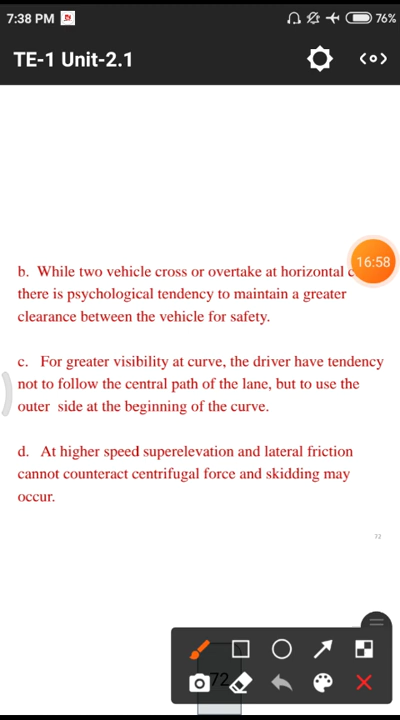 7:38 PM
76%
TE-1 Unit-2.1
b. While two vehicle cross or overtake at horizontal
16:58
there is psychological tendency to maintain a greater
clearance between the vehicle for safety.
c. For greater visibility at curve, the driver have tendency
not to follow the central path of the lane, but to use the
outer side at the beginning of the curve.
d. At higher speed superelevation and lateral friction
cannot counteract centrifugal force and skidding may
occur.
72
72